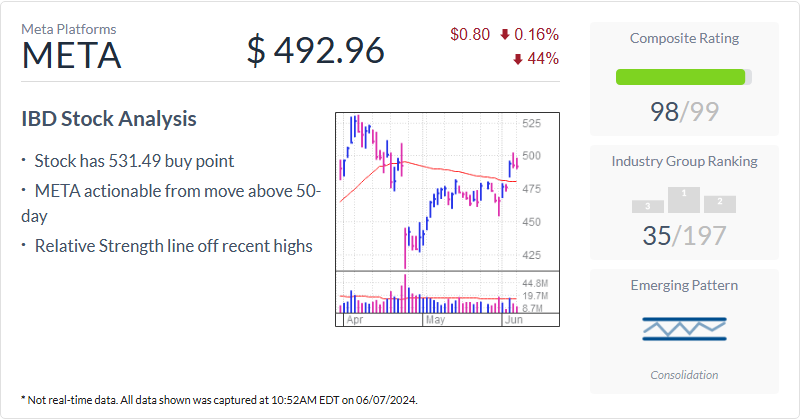 Meta Platforms
META
$ 492.96
$0.80 0.16%
44%
IBD Stock Analysis
· Stock has 531.49 buy point
· META actionable from move above 50-
day
· Relative Strength line off recent highs
525
500
475
450
425
44.8M
19.7M
8.7M
Apr May Jun
* Not real-time data. All data shown was captured at 10:52AM EDT on 06/07/2024.
Composite Rating
98/99
Industry Group Ranking
3 1 2
35/197
Emerging Pattern
Consolidation